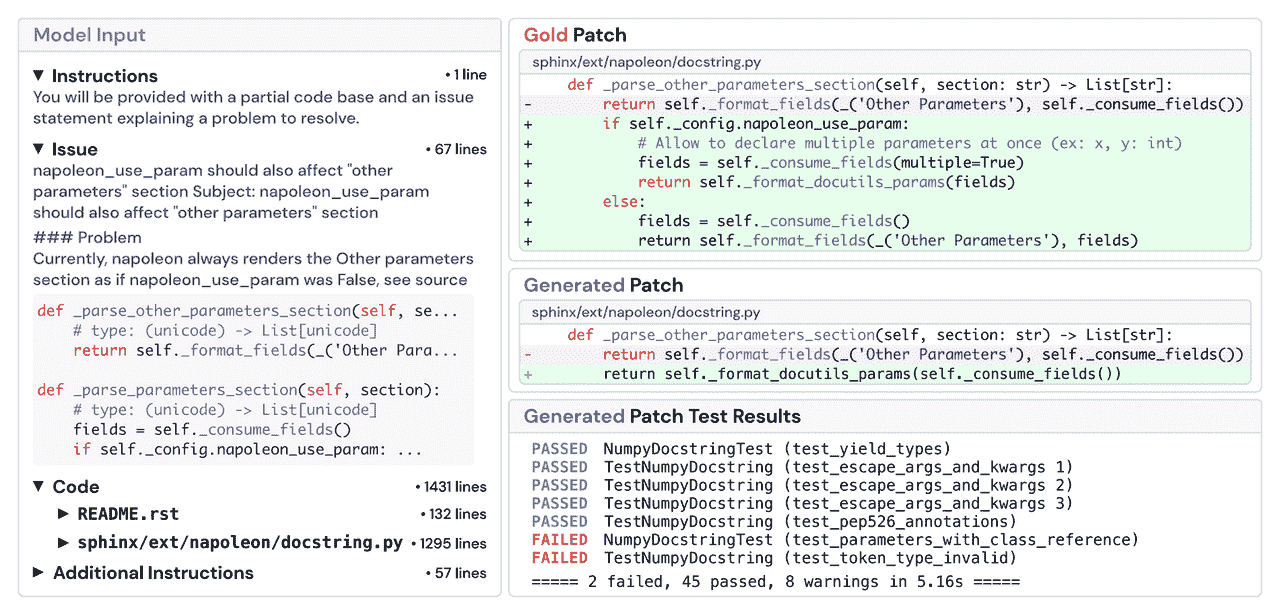 Model Input
▼ Instructions • 1 line
You will be provided with a partial code base and an issue
statement explaining a problem to resolve.
▼ Issue • 67 lines
napoleon_use_param should also affect "other
parameters" section Subject: napoleon_use_param
should also affect "other parameters" section
### Problem
Currently, napoleon always renders the Other parameters
section as if napoleon_use_param was False, see source
def _parse_other_parameters_section(self, se...
    # type: (unicode) -> List[unicode]
    return self._format_fields(_('Other Para...
def _parse_parameters_section(self, section):
    # type: (unicode) -> List[unicode]
    fields = self._consume_fields()
    if self._config.napoleon_use_param: ...
▼ Code • 1431 lines
▶ README.rst • 132 lines
▶ sphinx/ext/napoleon/docstring.py • 1295 lines
▶ Additional Instructions • 57 lines
Gold Patch
sphinx/ext/napoleon/docstring.py
    def _parse_other_parameters_section(self, section: str) -> List[str]:
-       return self._format_fields(_('Other Parameters'), self._consume_fields())
+       if self._config.napoleon_use_param:
+           # Allow to declare multiple parameters at once (ex: x, y: int)
+           fields = self._consume_fields(multiple=True)
+           return self._format_docutils_params(fields)
+       else:
+           fields = self._consume_fields()
+           return self._format_fields(_('Other Parameters'), fields)
Generated Patch
sphinx/ext/napoleon/docstring.py
    def _parse_other_parameters_section(self, section: str) -> List[str]:
-       return self._format_fields(_('Other Parameters'), self._consume_fields())
+       return self._format_docutils_params(self._consume_fields())
Generated Patch Test Results
PASSED NumpyDocstringTest (test_yield_types)
PASSED TestNumpyDocstring (test_escape_args_and_kwargs 1)
PASSED TestNumpyDocstring (test_escape_args_and_kwargs 2)
PASSED TestNumpyDocstring (test_escape_args_and_kwargs 3)
PASSED TestNumpyDocstring (test_pep526_annotations)
FAILED NumpyDocstringTest (test_parameters_with_class_reference)
FAILED TestNumpyDocstring (test_token_type_invalid)
===== 2 failed, 45 passed, 8 warnings in 5.16s =====